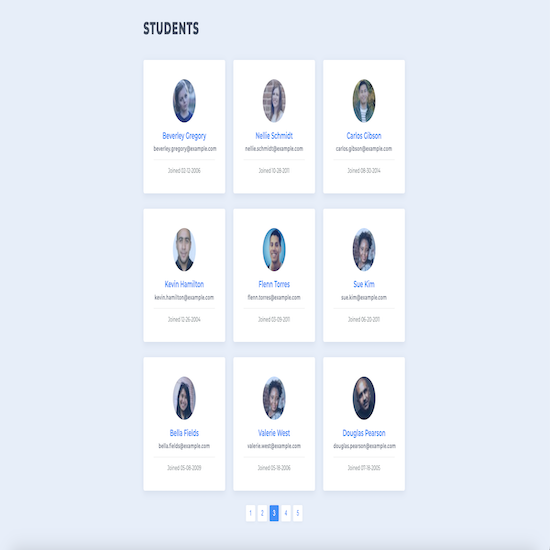 STUDENTS
Beverley Gregory
beverley.gregory@example.com
Joined 02-12-2006
Nellie Schmidt
nellie.schmidt@example.com
Joined 10-28-2011
Carlos Gibson
carlos.gibson@example.com
Joined 08-30-2014
Kevin Hamilton
kevin.hamilton@example.com
Joined 12-26-2004
Flenn Torres
flenn.torres@example.com
Joined 03-09-2011
Sue Kim
sue.kim@example.com
Joined 06-20-2011
Bella Fields
bella.fields@example.com
Joined 05-08-2009
Valerie West
valerie.west@example.com
Joined 05-19-2006
Douglas Pearson
douglas.pearson@example.com
Joined 07-18-2005
1 2 3 4 5